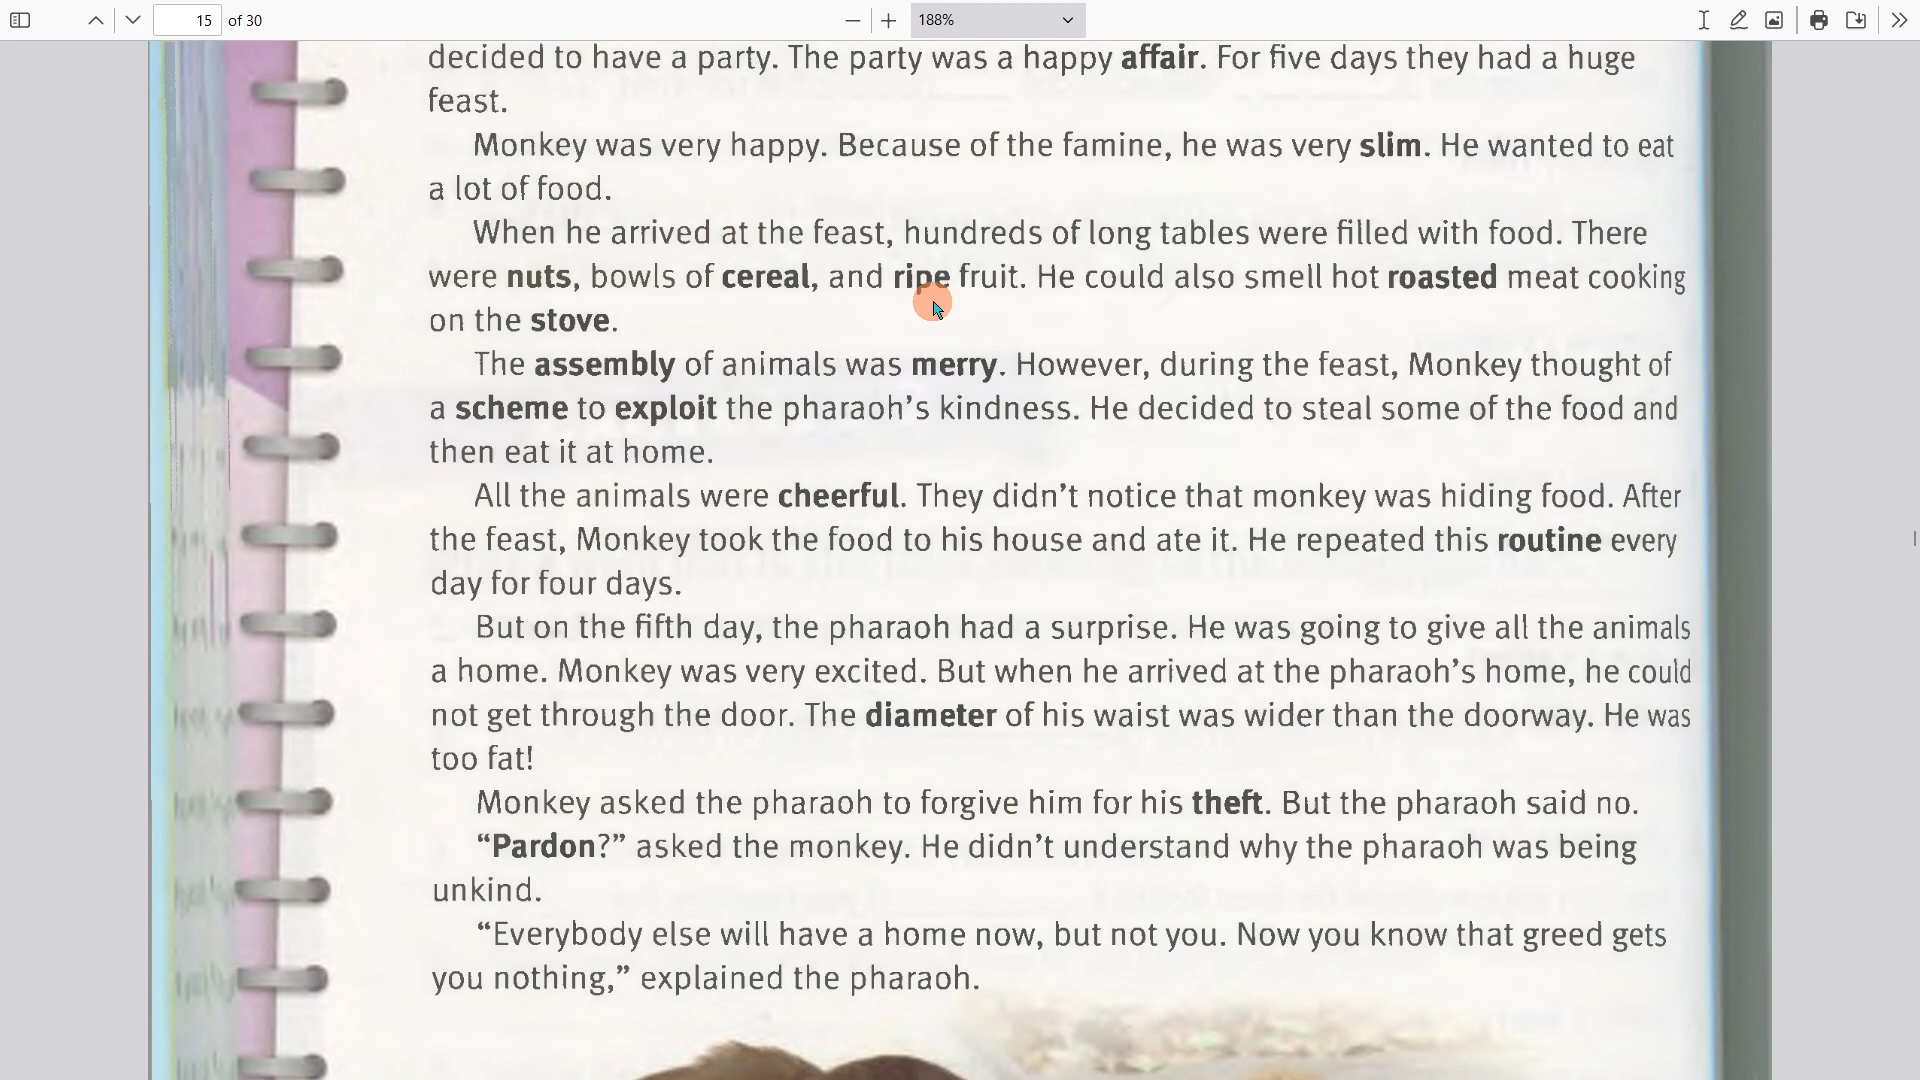 15 of 30 188%
decided to have a party. The party was a happy affair. For five days they had a huge
feast.
Monkey was very happy. Because of the famine, he was very slim. He wanted to eat
a lot of food.
When he arrived at the feast, hundreds of long tables were filled with food. There
were nuts, bowls of cereal, and ripe fruit. He could also smell hot roasted meat cooking
on the stove.
The assembly of animals was merry. However, during the feast, Monkey thought of
a scheme to exploit the pharaoh’s kindness. He decided to steal some of the food and
then eat it at home.
All the animals were cheerful. They didn’t notice that monkey was hiding food. After
the feast, Monkey took the food to his house and ate it. He repeated this routine every
day for four days.
But on the fifth day, the pharaoh had a surprise. He was going to give all the animals
a home. Monkey was very excited. But when he arrived at the pharaoh’s home, he could
not get through the door. The diameter of his waist was wider than the doorway. He was
too fat!
Monkey asked the pharaoh to forgive him for his theft. But the pharaoh said no.
“Pardon?” asked the monkey. He didn’t understand why the pharaoh was being
unkind.
“Everybody else will have a home now, but not you. Now you know that greed gets
you nothing,” explained the pharaoh.